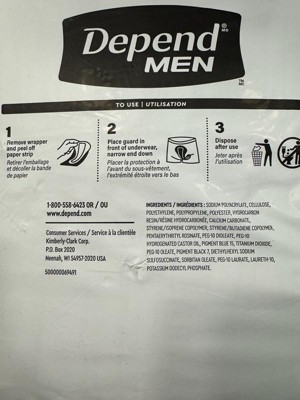 Depend®
MD
MEN
TM
MC
TO USE / UTILISATION
1
Remove wrapper
and peel off
paper strip
Retirer l'emballage
et décoller la bande
de papier
2
Place guard in
front of underwear,
narrow end down
Placer la protection à
l'avant du sous-vêtement,
l'extrémité étroite vers le bas
3
Dispose
after use
Jeter après
l'utilisation
1-800-558-6423 OR / OU
www.depend.com
Consumer Services / Service à la clientèle
Kimberly-Clark Corp.
P.O. Box 2020
Neenah, WI 54957-2020 USA
500000069491
INGREDIENTS / INGRÉDIENTS : SODIUM POLYACRYLATE, CELLULOSE,
POLYETHYLENE, POLYPROPYLENE, POLYESTER, HYDROCARBON
RESIN/RÉSINE HYDROCARBONÉE, CALCIUM CARBONATE,
STYRENE/ISOPRENE COPOLYMER, STYRENE/BUTADIENE COPOLYMER,
PENTAERYTHRITYL ROSINATE, PEG-10 DIOLEATE, PEG-10
HYDROGENATED CASTOR OIL, PIGMENT BLUE 15, TITANIUM DIOXIDE,
PEG-10 OLEATE, PIGMENT BLACK 7, DIETHYLHEXYL SODIUM
SULFOSUCCINATE, SORBITAN OLEATE, PEG-10 LAURATE, LAURETH-10,
POTASSIUM DODECYL PHOSPHATE.